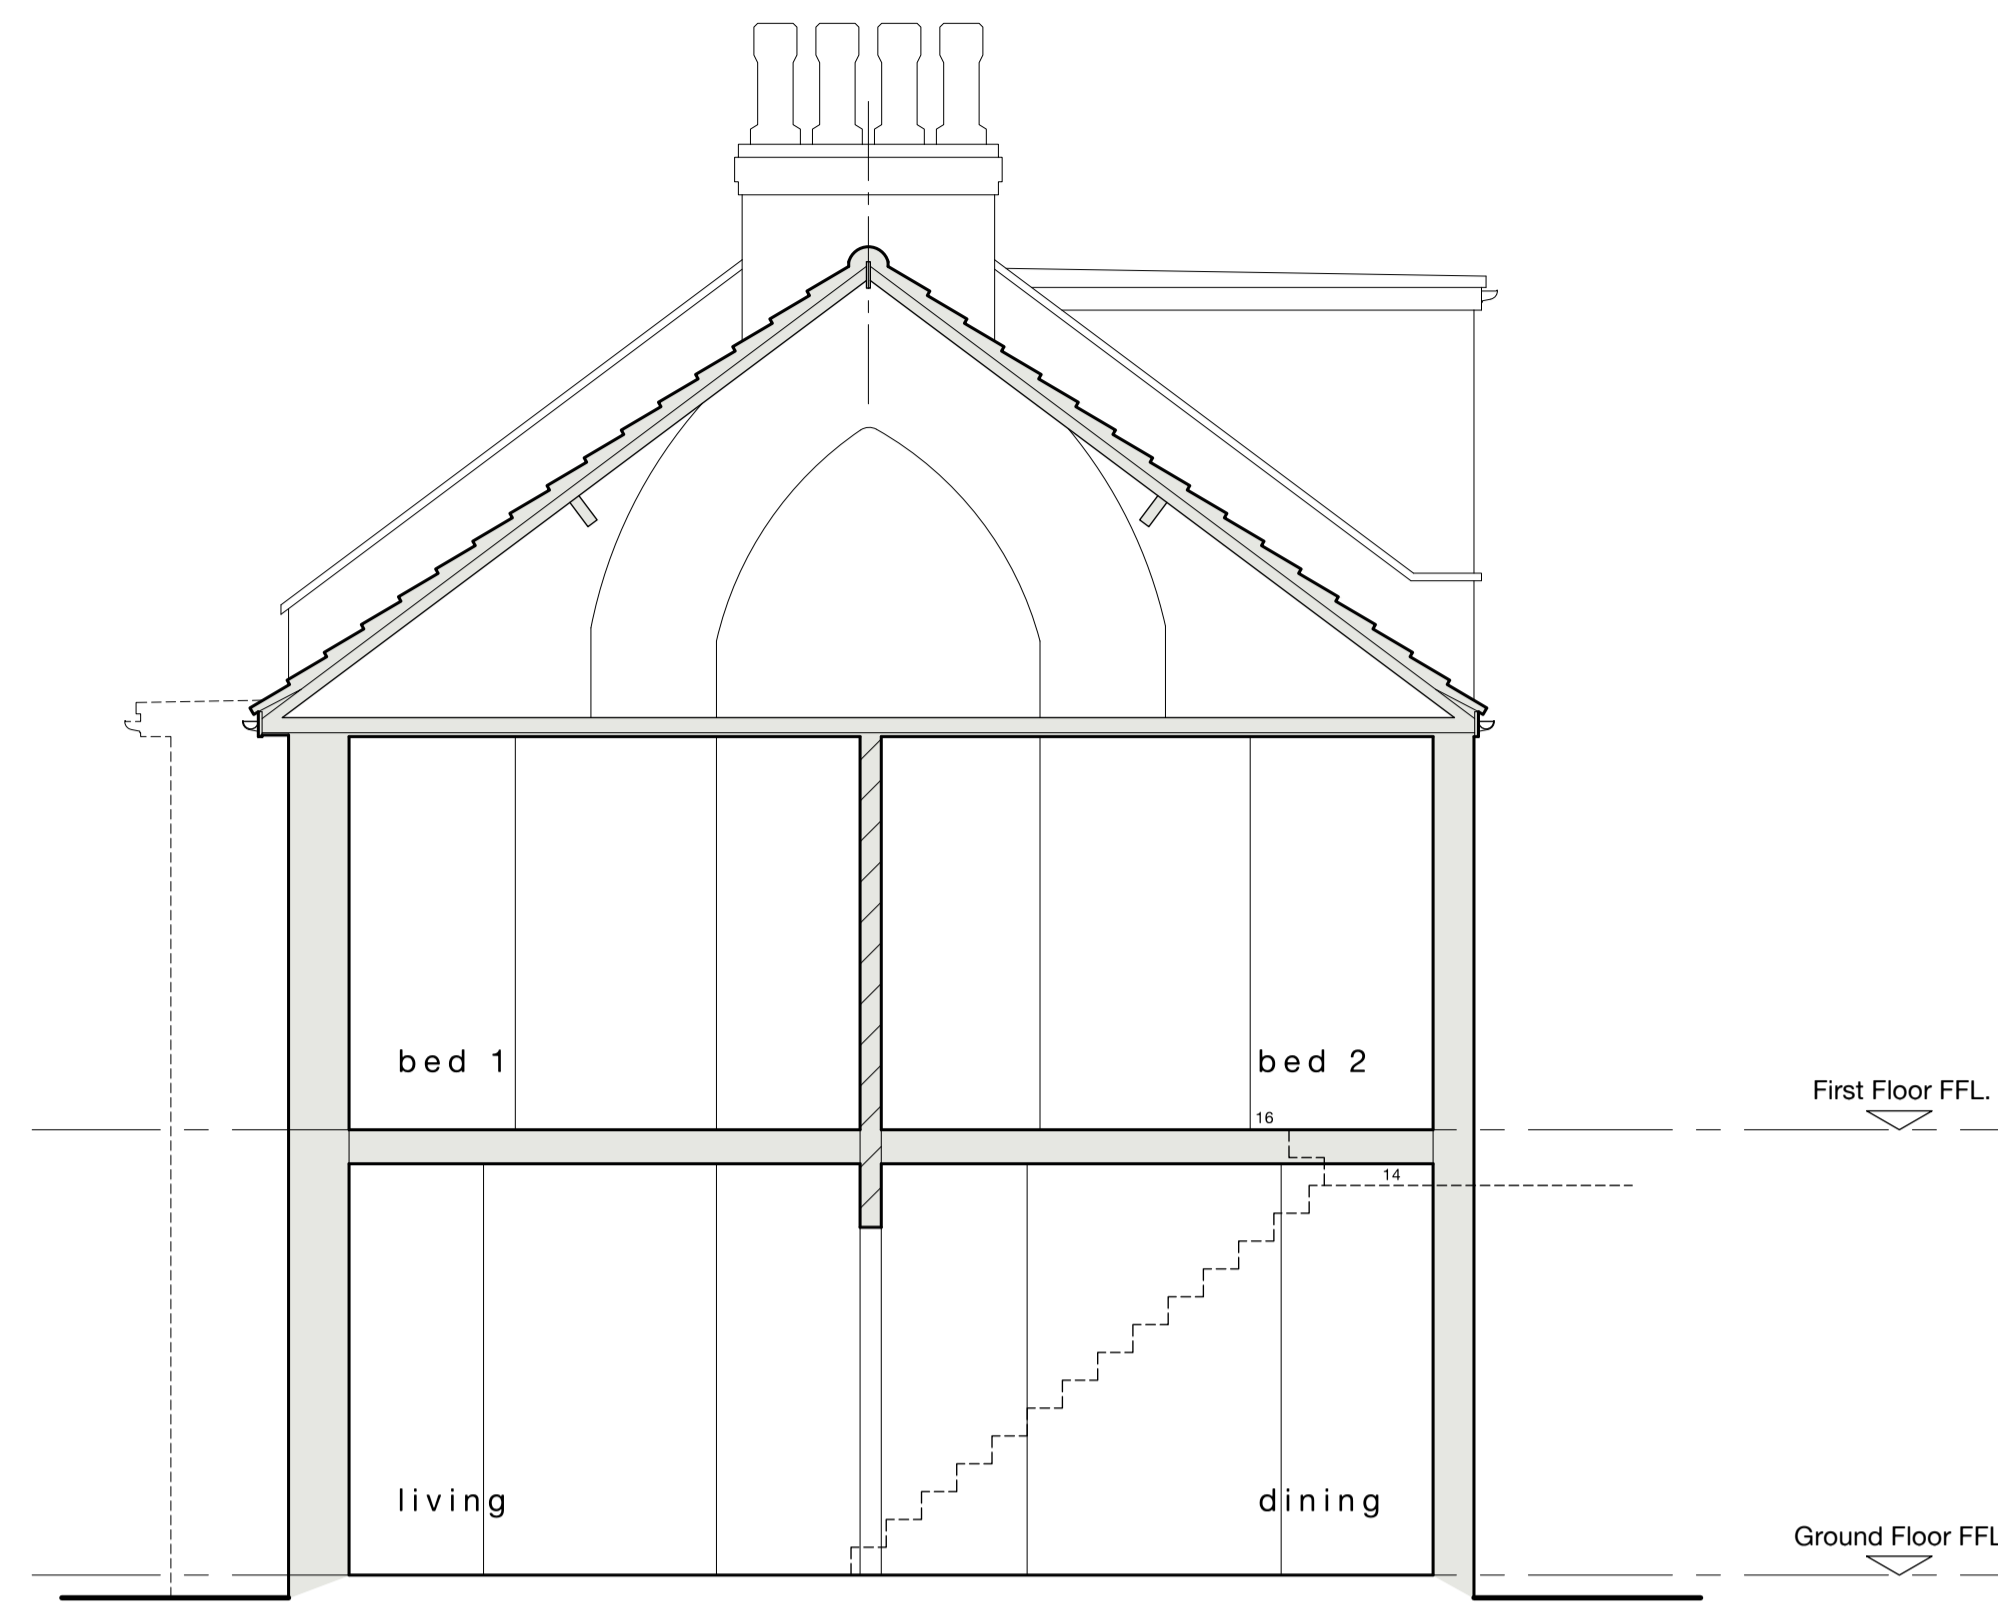 bed 1
bed 2
First Floor FFL.
16
14
living
dining
Ground Floor FFL